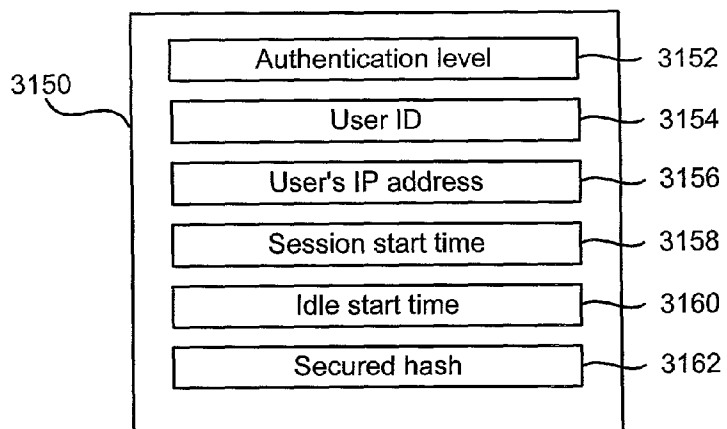 Authentication level 3152
3150
User ID 3154
User's IP address 3156
Session start time 3158
Idle start time 3160
Secured hash 3162